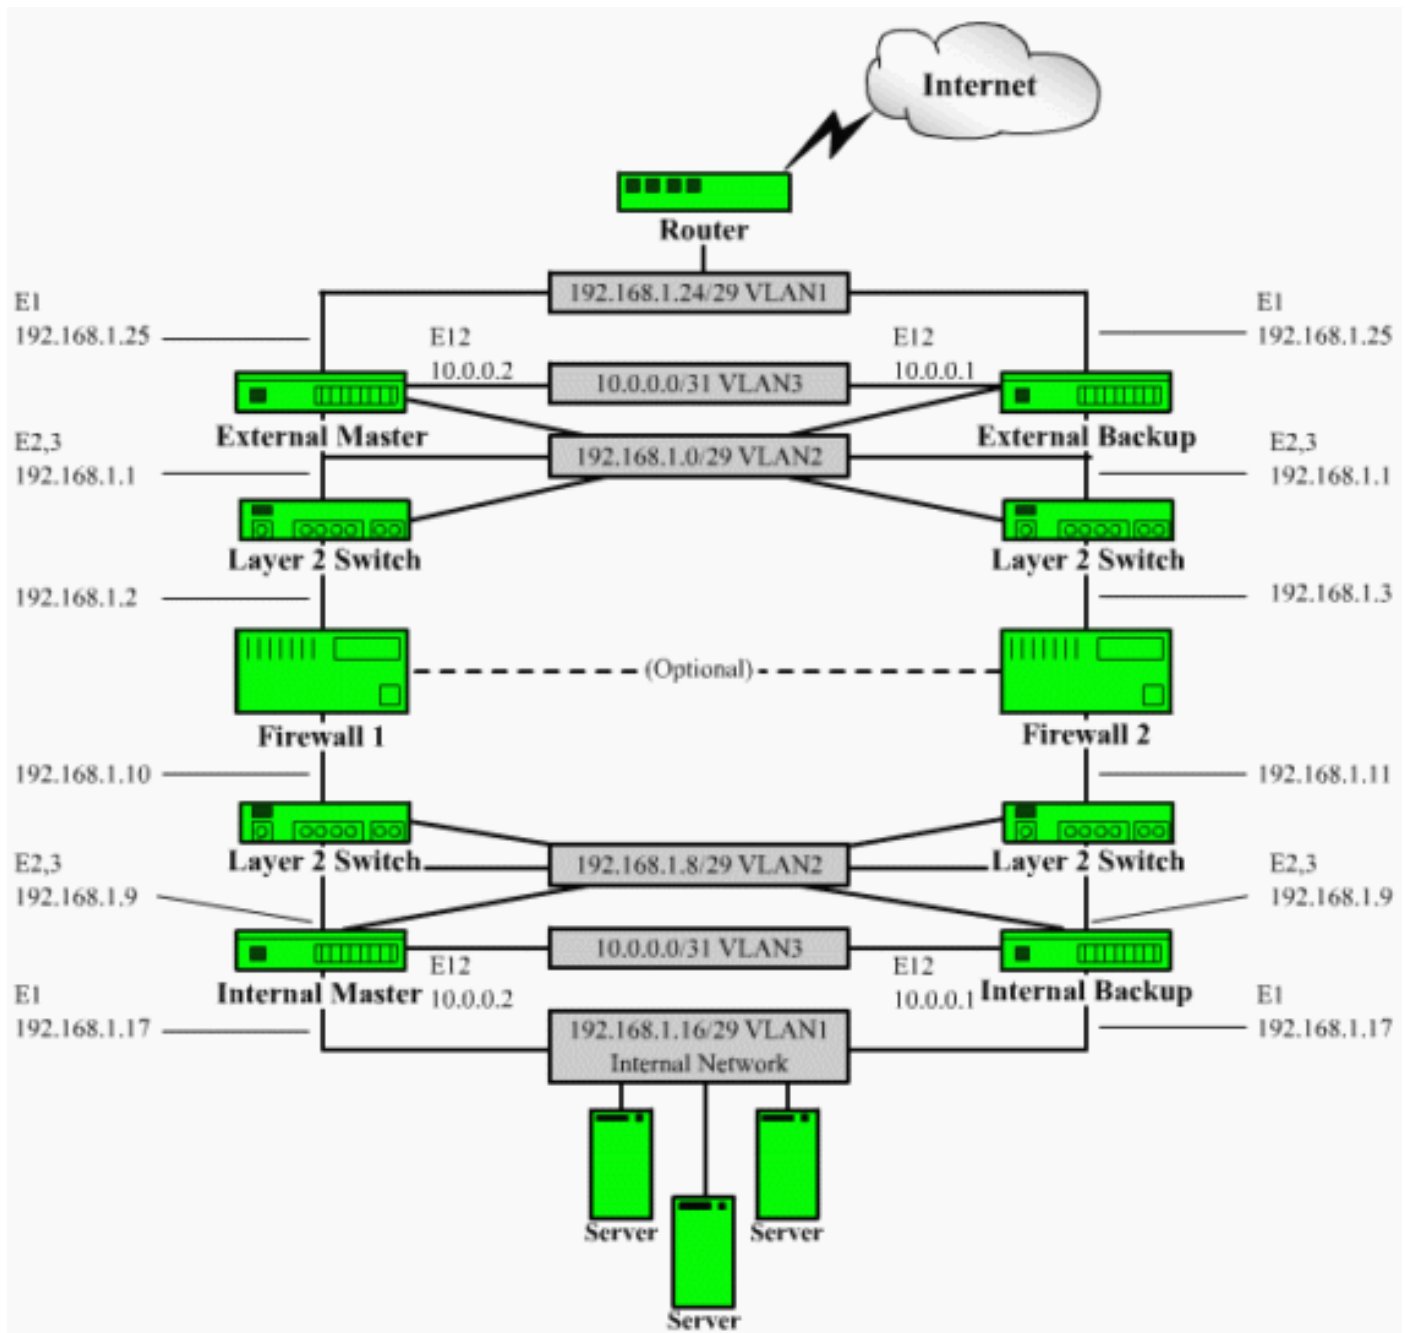 Internet
Router
192.168.1.24/29 VLAN1
E1
192.168.1.25
E1
192.168.1.25
E12
10.0.0.2
E12
10.0.0.1
10.0.0.0/31 VLAN3
External Master
External Backup
E2,3
192.168.1.1
192.168.1.0/29 VLAN2
E2,3
192.168.1.1
Layer 2 Switch
Layer 2 Switch
192.168.1.2
192.168.1.3
(Optional)
Firewall 1
Firewall 2
192.168.1.10
192.168.1.11
Layer 2 Switch
Layer 2 Switch
192.168.1.8/29 VLAN2
E2,3
192.168.1.9
E2,3
192.168.1.9
10.0.0.0/31 VLAN3
E12
10.0.0.2
E12
10.0.0.1
Internal Master
Internal Backup
E1
192.168.1.17
E1
192.168.1.17
192.168.1.16/29 VLAN1
Internal Network
Server
Server
Server